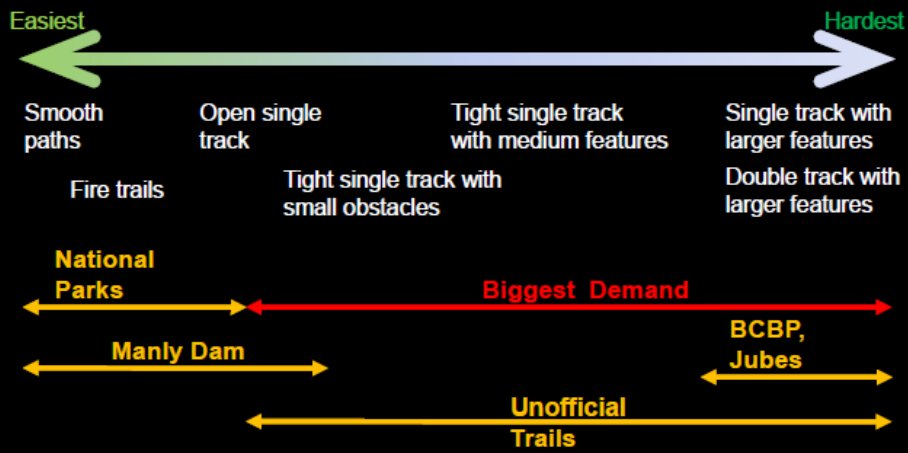 Easiest
Hardest
Smooth
paths
Open single
track
Tight single track
with medium features
Single track with
larger features
Fire trails
Tight single track with
small obstacles
Double track with
larger features
National
Parks
Biggest Demand
Manly Dam
BCBP,
Jubes
Unofficial
Trails